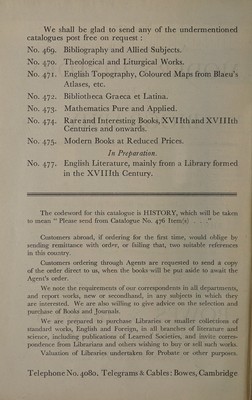 We shall be glad to send any of the undermentioned
catalogues post free on request :
No. 469. Bibliography and Allied Subjects.
No. 470. Theological and Liturgical Works.
No. 471. English Topography, Coloured Maps from Blaeu's
Atlases, etc.
No. 472. Bibliotheca Graeca et Latina.
No. 473. Mathematics Pure and Applied.
No. 474. Rare and Interesting Books, XVIth and XVIIIth
Centuries and onwards.
No. 475. Modern Books at Reduced Prices.
In Preparation.
No. 477. English Literature, mainly from a Library formed
in the XVIIIth Century.
The codeword for this catalogue is HISTORY, which will be taken
to mean " Please send from Catalogue No. 476 Item(s) . . ."
Customers abroad, if ordering for the first time, would oblige by
sending remittance with order, or failing that, two suitable references
in this country.
Customers ordering through Agents are requested to send a copy
of the order direct to us, when the books will be put aside to await the
Agent's order.
We note the requirements of our correspondents in all departments,
and report works, new or secondhand, in any subjects in which they
are interested. We are also willing to give advice on the selection and
purchase of Books and Journals.
We are prepared to purchase Libraries or smaller collections of
standard works, English and Foreign, in all branches of literature and
science, including publications of Learned Societies, and invite corres-
pondence from Librarians and others wishing to buy or sell such works.
Valuation of Libraries undertaken for Probate or other purposes.
Telephone No. 4080. Telegrams & Cables: Bowes, Cambridge